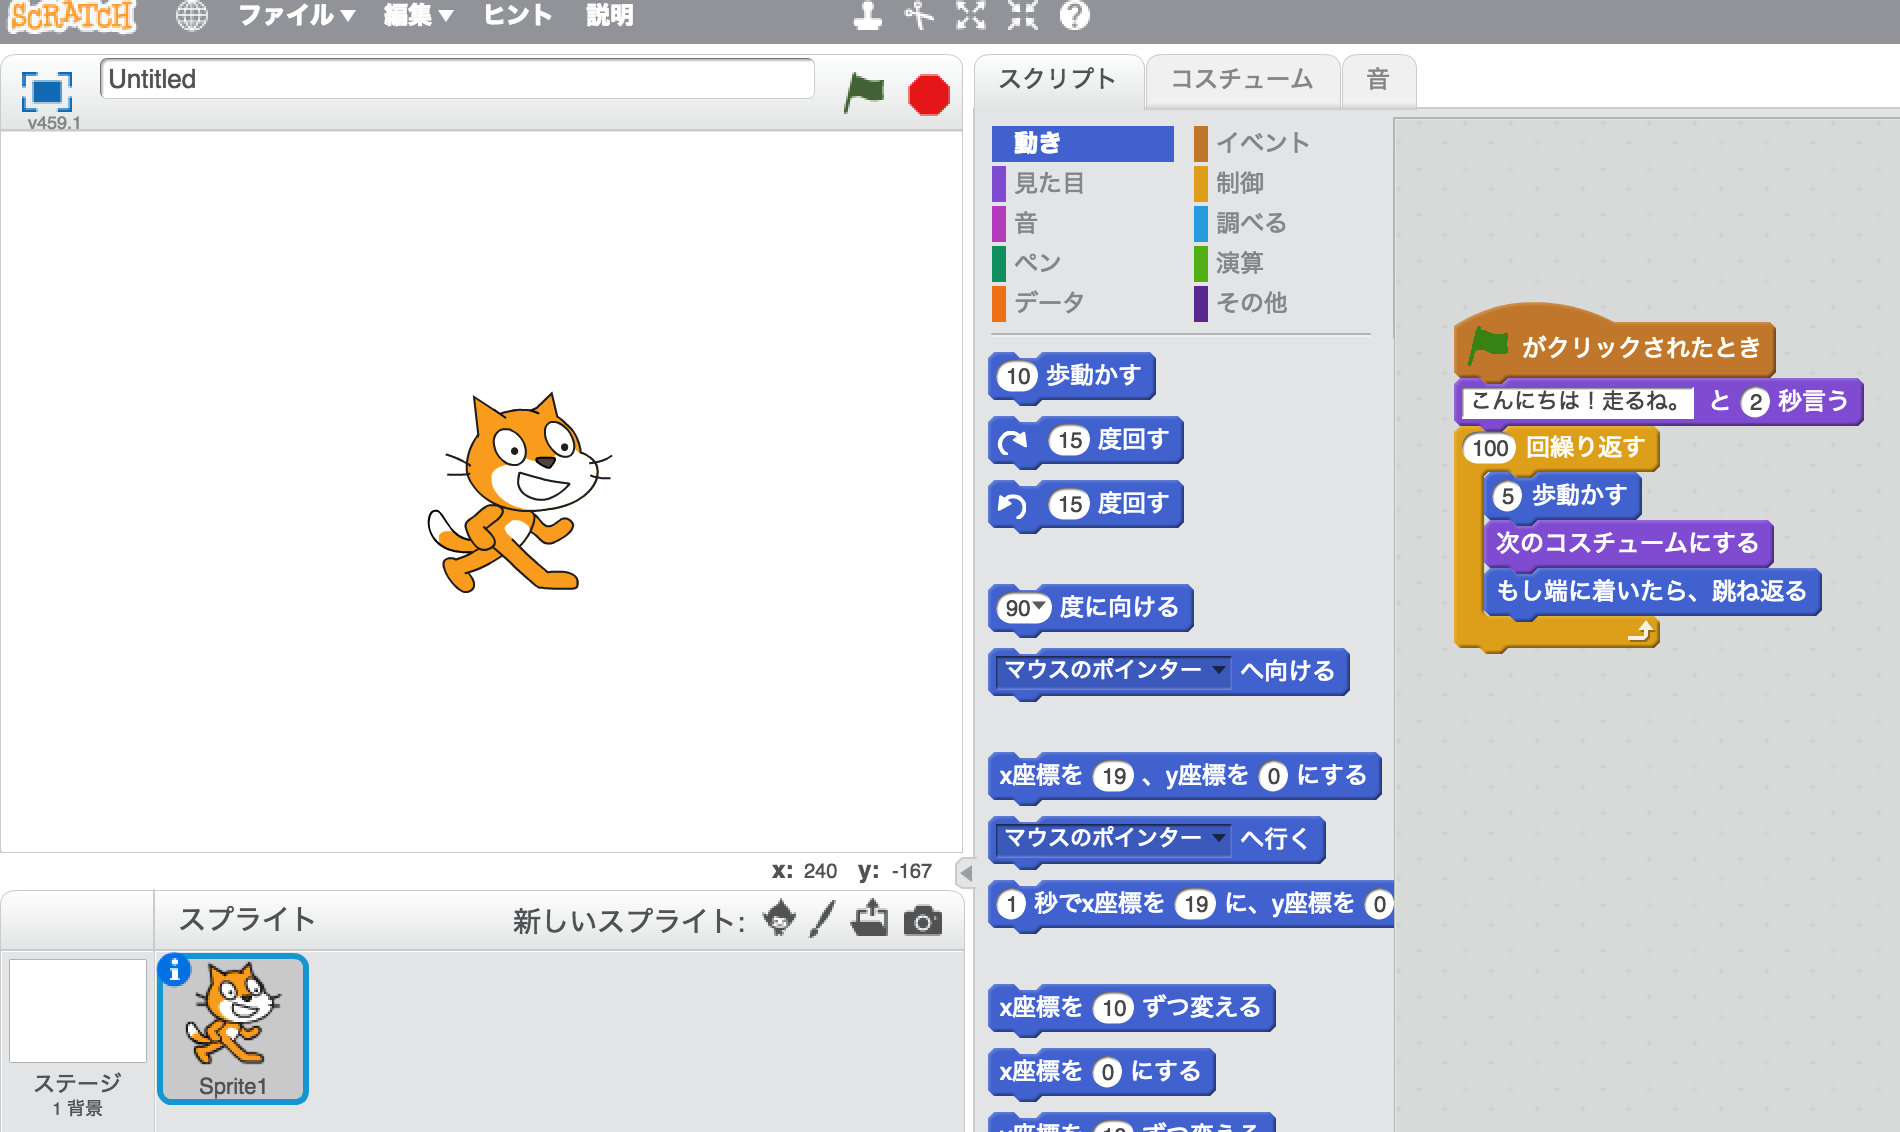 SCRATCH ファイル▼ 編集▼ ヒント 説明
Untitled
v459.1
x: 240 y: -167
スプライト 新しいスプライト:
Sprite1
ステージ
1 背景
スクリプト コスチューム 音
動き イベント
見た目 制御
音 調べる
ペン 演算
データ その他
10 歩動かす
15 度回す
15 度回す
90▼ 度に向ける
マウスのポインター へ向ける
x座標を 19 、y座標を 0 にする
マウスのポインター へ行く
1 秒でx座標を 19 に、y座標を 0
x座標を 10 ずつ変える
x座標を 0 にする
y座標を 10 ずつ変える
がクリックされたとき
こんにちは！走るね。 と 2 秒言う
100 回繰り返す
5 歩動かす
次のコスチュームにする
もし端に着いたら、跳ね返る